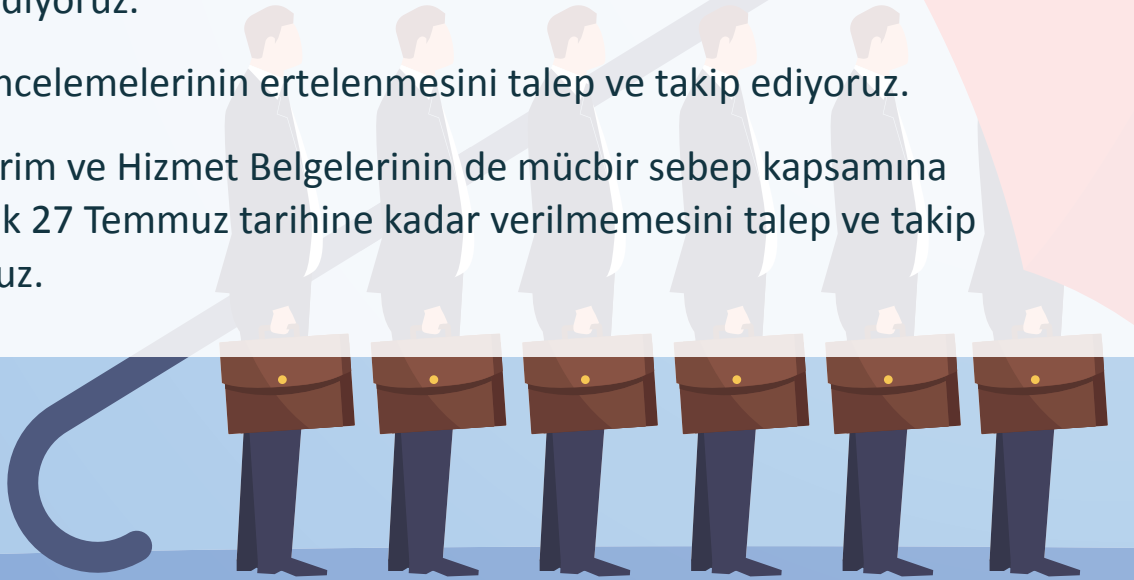 diyoruz.
ncelemelerinin ertelenmesini talep ve takip ediyoruz.
rim ve Hizmet Belgelerinin de mücbir sebep kapsamına
k 27 Temmuz tarihine kadar verilmemesini talep ve takip
uz.